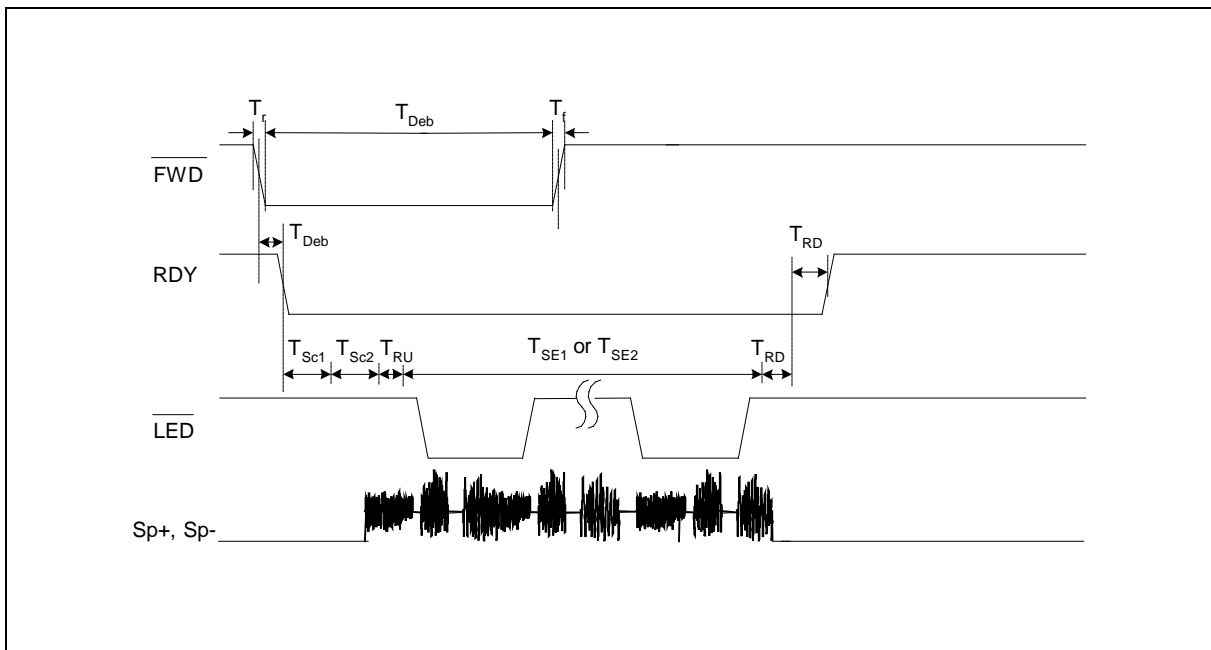 Tr TDeb Tf
FWD
TDeb TRD
RDY
TSc1 TSc2 TRU TSE1 or TSE2 TRD
LED
Sp+, Sp-